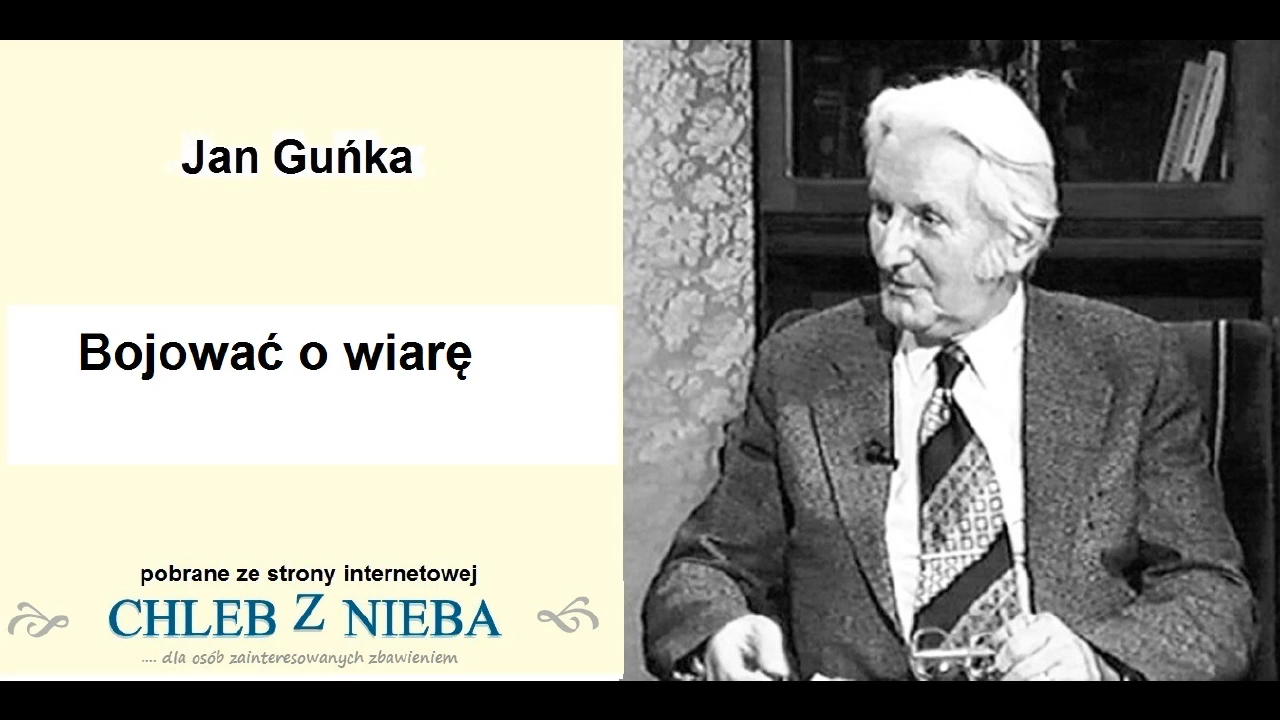 Jan Guńka
Bojować o wiarę
pobrane ze strony internetowej
CHLEB Z NIEBA
.... dla osób zainteresowanych zbawieniem